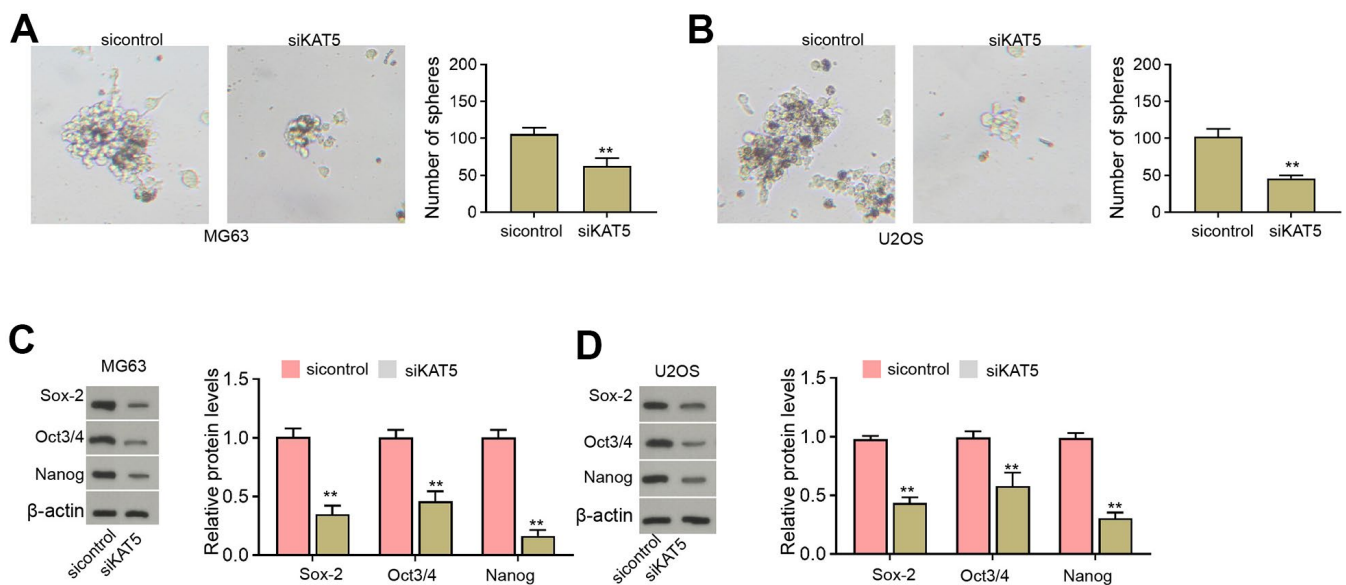 A
sicontrol
siKAT5
MG63
Number of spheres
200
150
100
50
0
**
sicontrol
siKAT5
B
sicontrol
siKAT5
U2OS
Number of spheres
200
150
100
50
0
**
sicontrol
siKAT5
C
MG63
Sox-2
Oct3/4
Nanog
β-actin
sicontrol
siKAT5
sicontrol
siKAT5
Relative protein levels
1.5
1.0
0.5
0.0
**
**
**
Sox-2
Oct3/4
Nanog
D
U2OS
Sox-2
Oct3/4
Nanog
β-actin
sicontrol
siKAT5
sicontrol
siKAT5
Relative protein levels
1.5
1.0
0.5
0.0
**
**
**
Sox-2
Oct3/4
Nanog